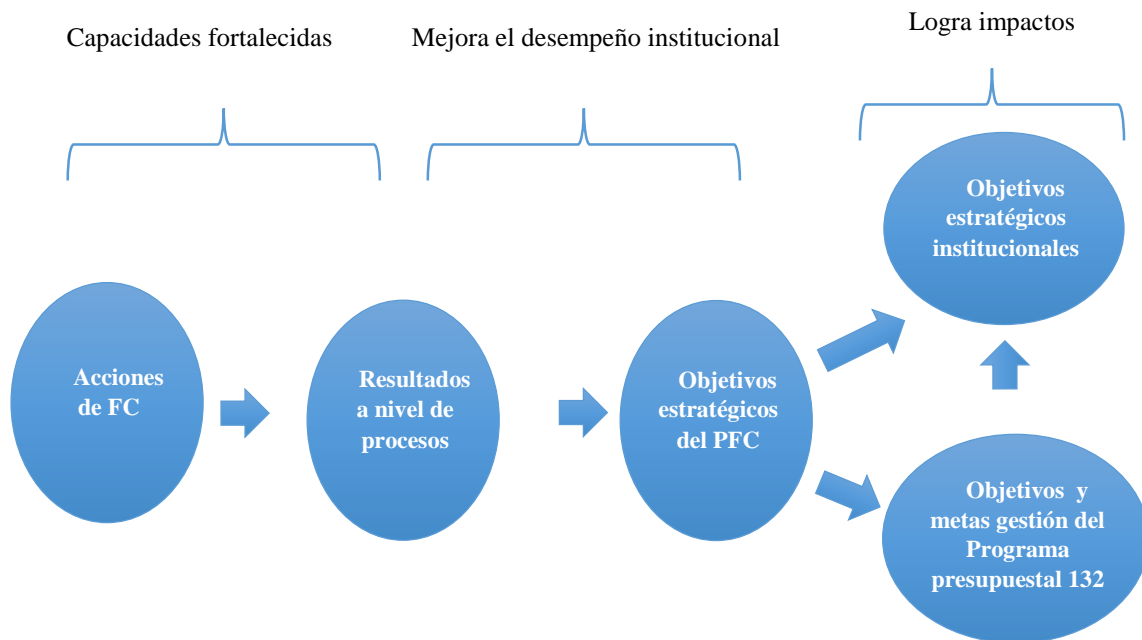 Capacidades fortalecidas
Mejora el desempeño institucional
Logra impactos
Objetivos
estratégicos
institucionales
Acciones
de FC
Resultados
a nivel de
procesos
Objetivos
estratégicos
del PFC
Objetivos y
metas gestión del
Programa
presupuestal 132